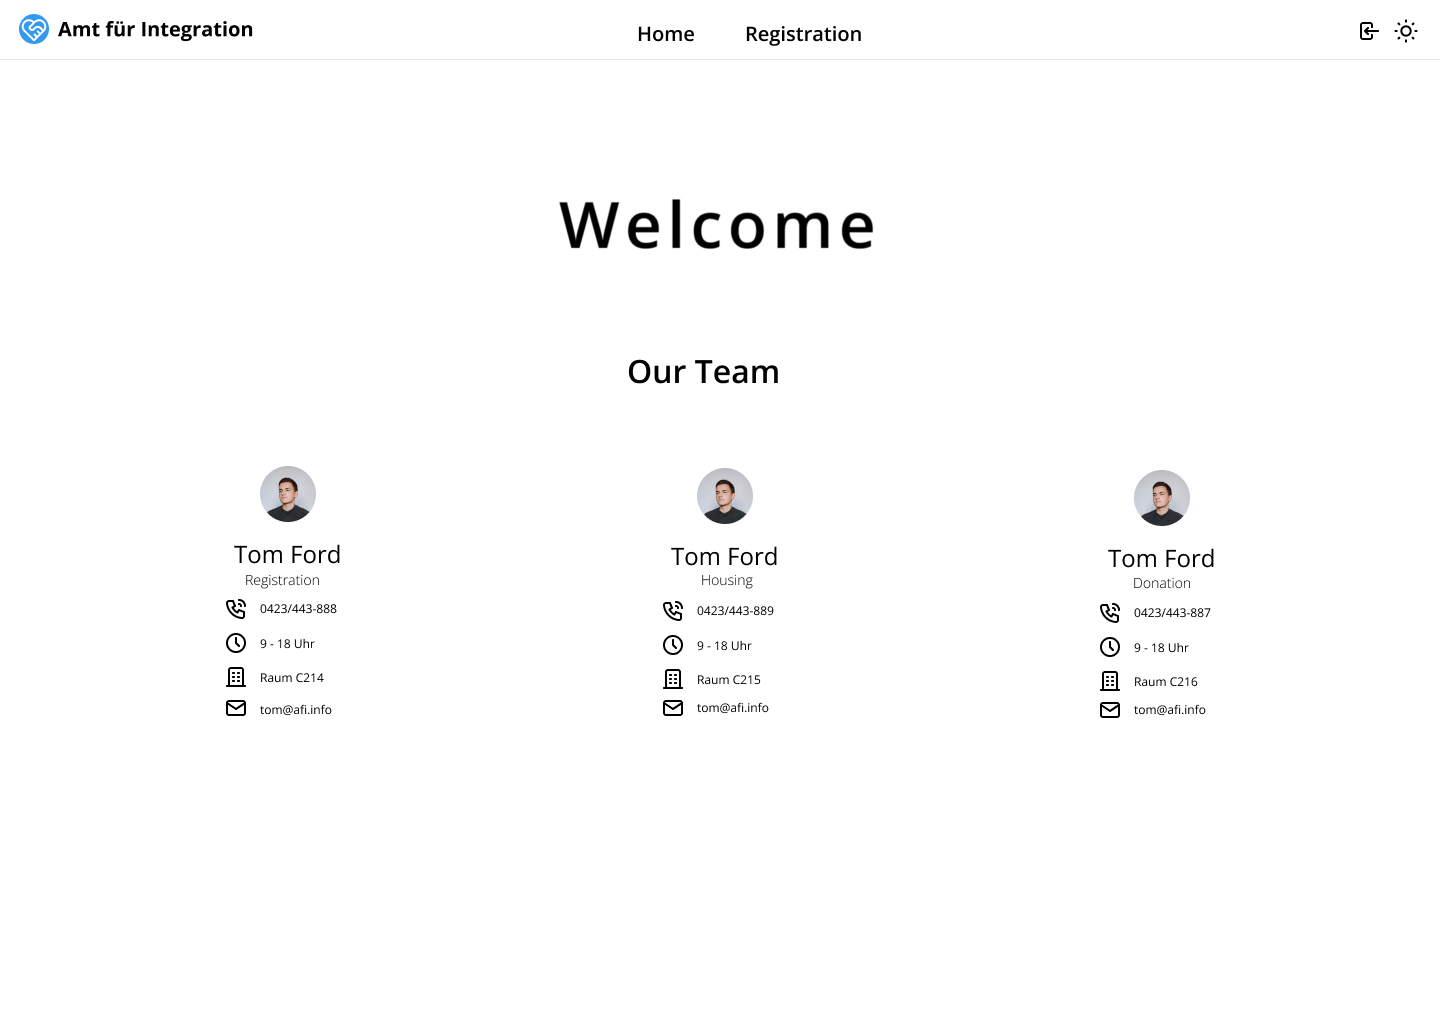 Amt für Integration
Home
Registration
Welcome
Our Team
Tom Ford
Registration
0423/443-888
9 - 18 Uhr
Raum C214
tom@afi.info
Tom Ford
Housing
0423/443-889
9 - 18 Uhr
Raum C215
tom@afi.info
Tom Ford
Donation
0423/443-887
9 - 18 Uhr
Raum C216
tom@afi.info